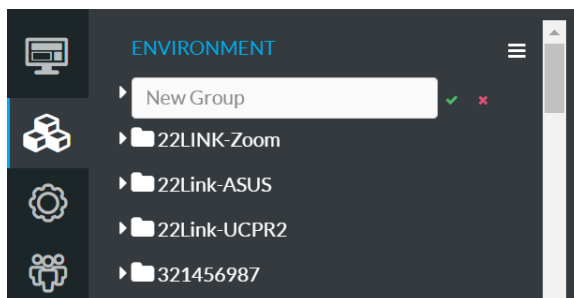 ENVIRONMENT
New Group
22LINK-Zoom
22Link-ASUS
22Link-UCPR2
321456987